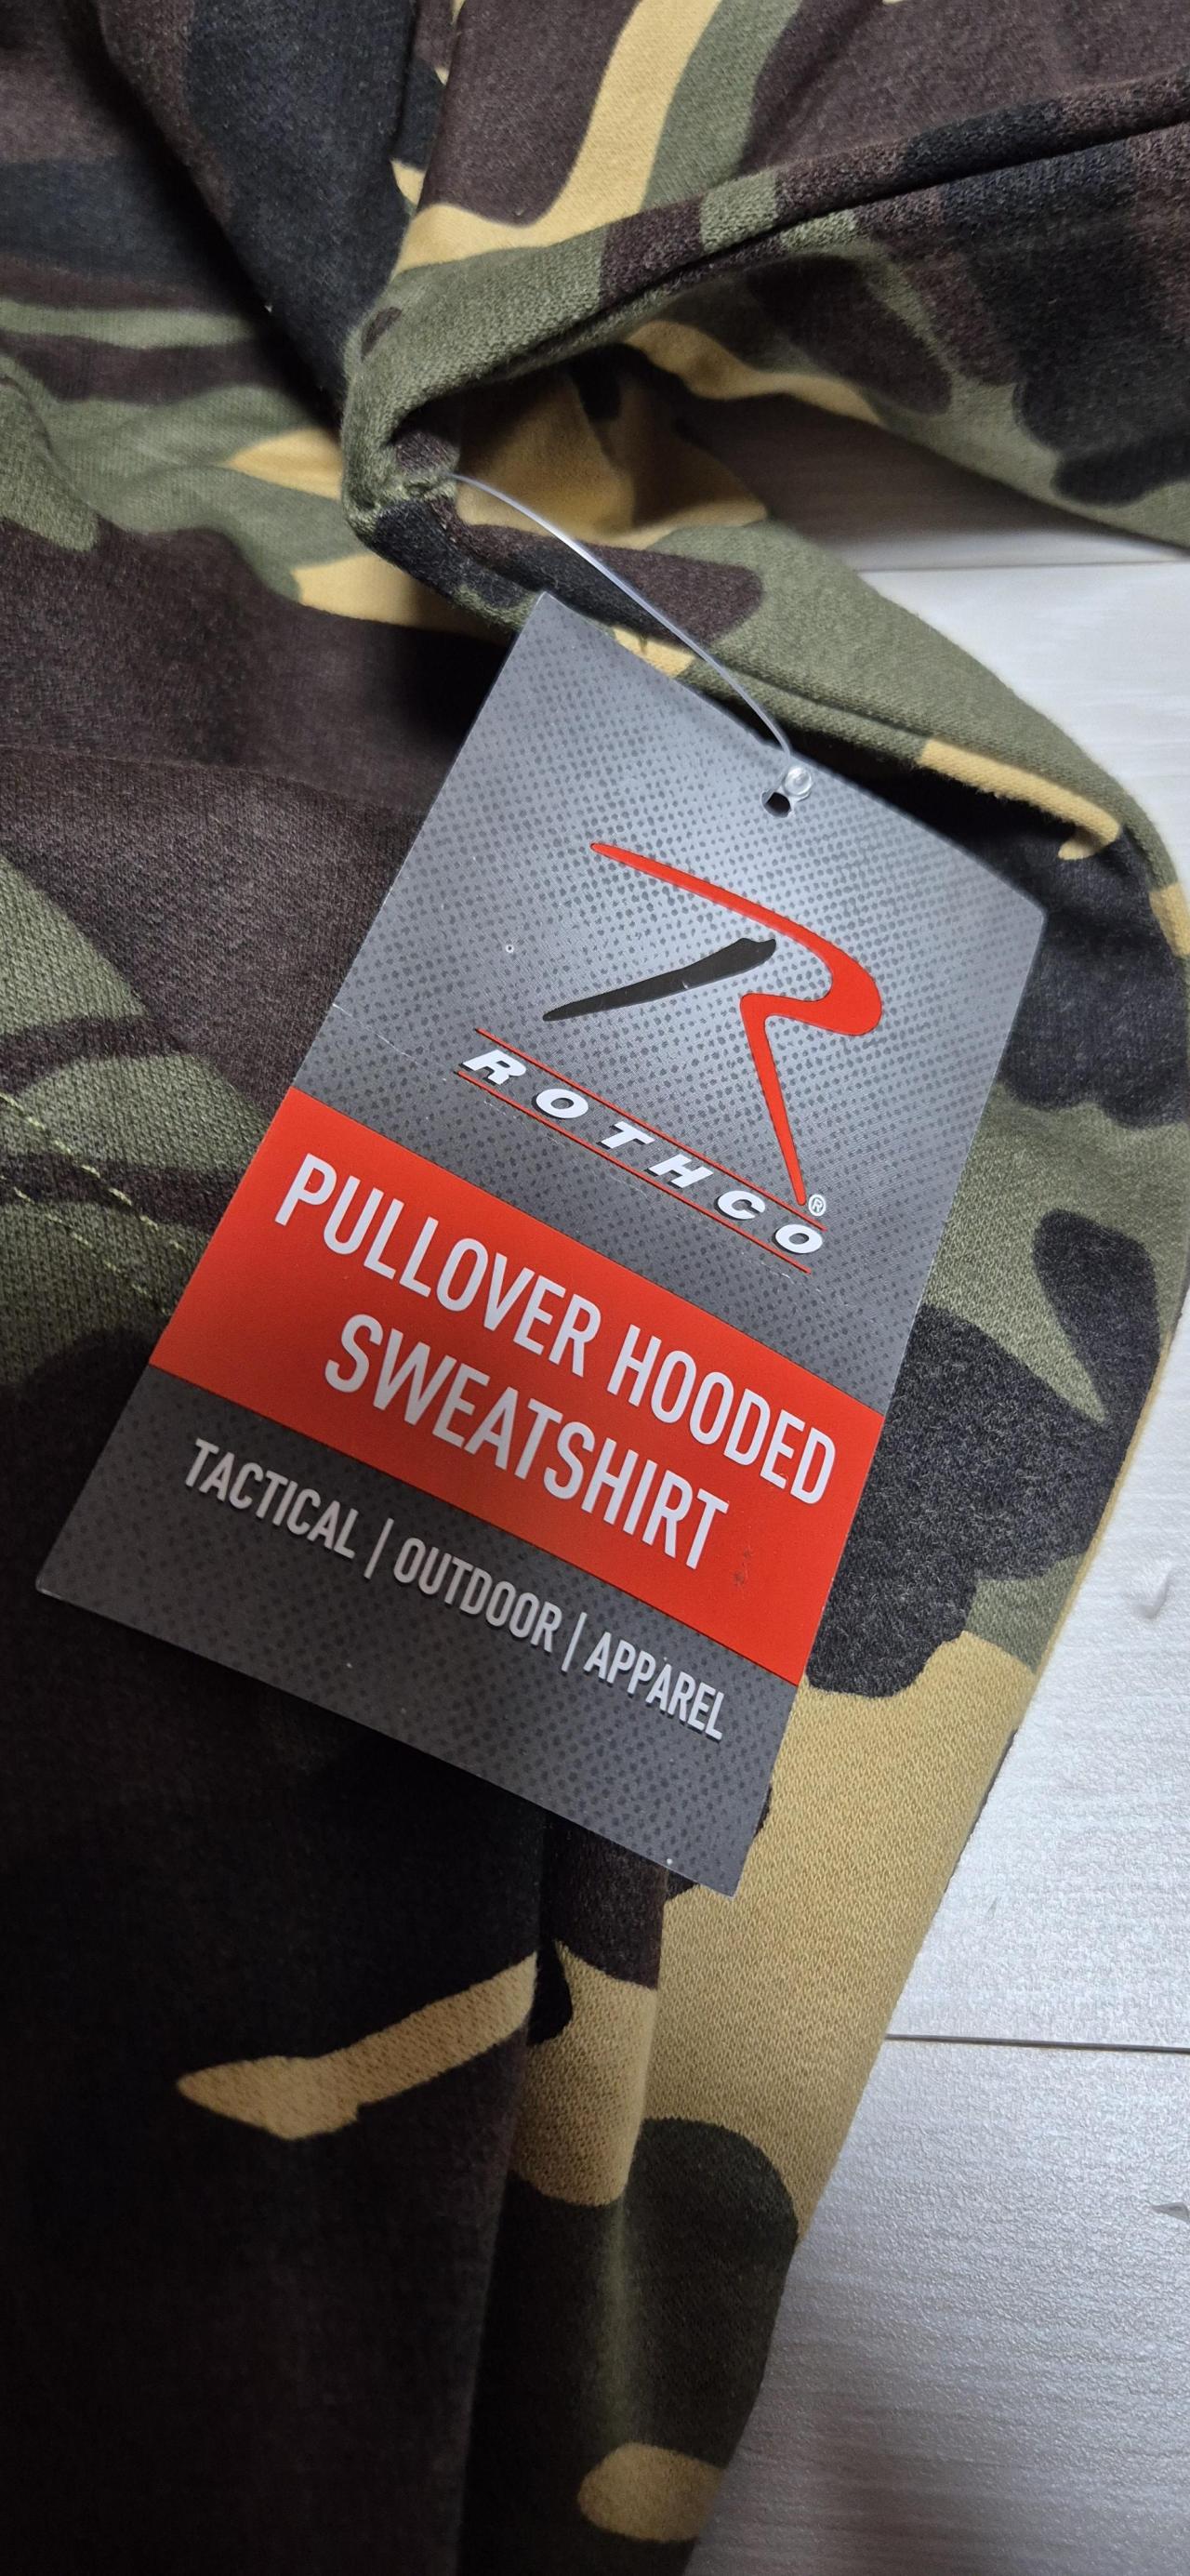 ROTHCO®
PULLOVER HOODED
SWEATSHIRT
TACTICAL | OUTDOOR | APPAREL